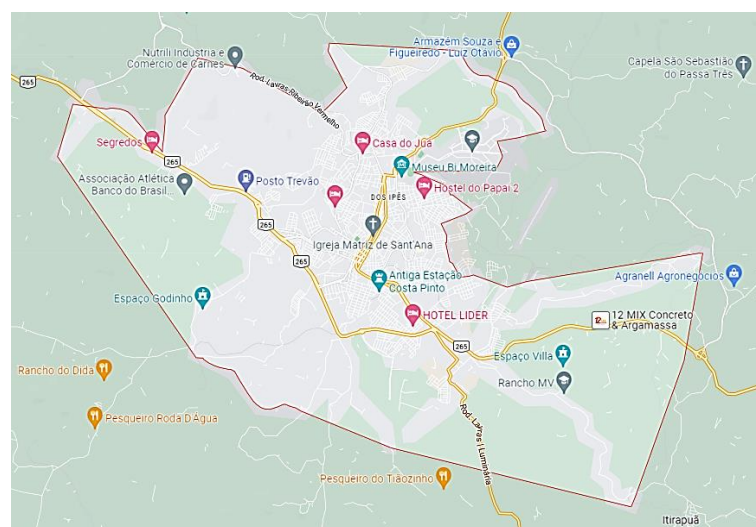 Nutrili Industria e
Comércio de Carnes
Armazém Souza e
Figueiredo - Luiz Otávio
Capela São Sebastião
do Passa Três
265
Rod. Lavras Ribeirão Vermelho
Segredos
Casa do Juá
265
Museu Bi Moreira
Associação Atlética
Banco do Brasil...
Posto Trevão
Hostel do Papai 2
DOS IPÊS
265
Igreja Matriz de Sant'Ana
265
Antiga Estação
Costa Pinto
Agranell Agronegócios
Espaço Godinho
HOTEL LIDER
12 MIX Concreto
& Argamassa
265
Espaço Villa
Rancho do Dida
Rancho MV
Pesqueiro Roda D'Água
Rod. Lavras | Luminária
Pesqueiro do Tiãozinho
Itirapuã